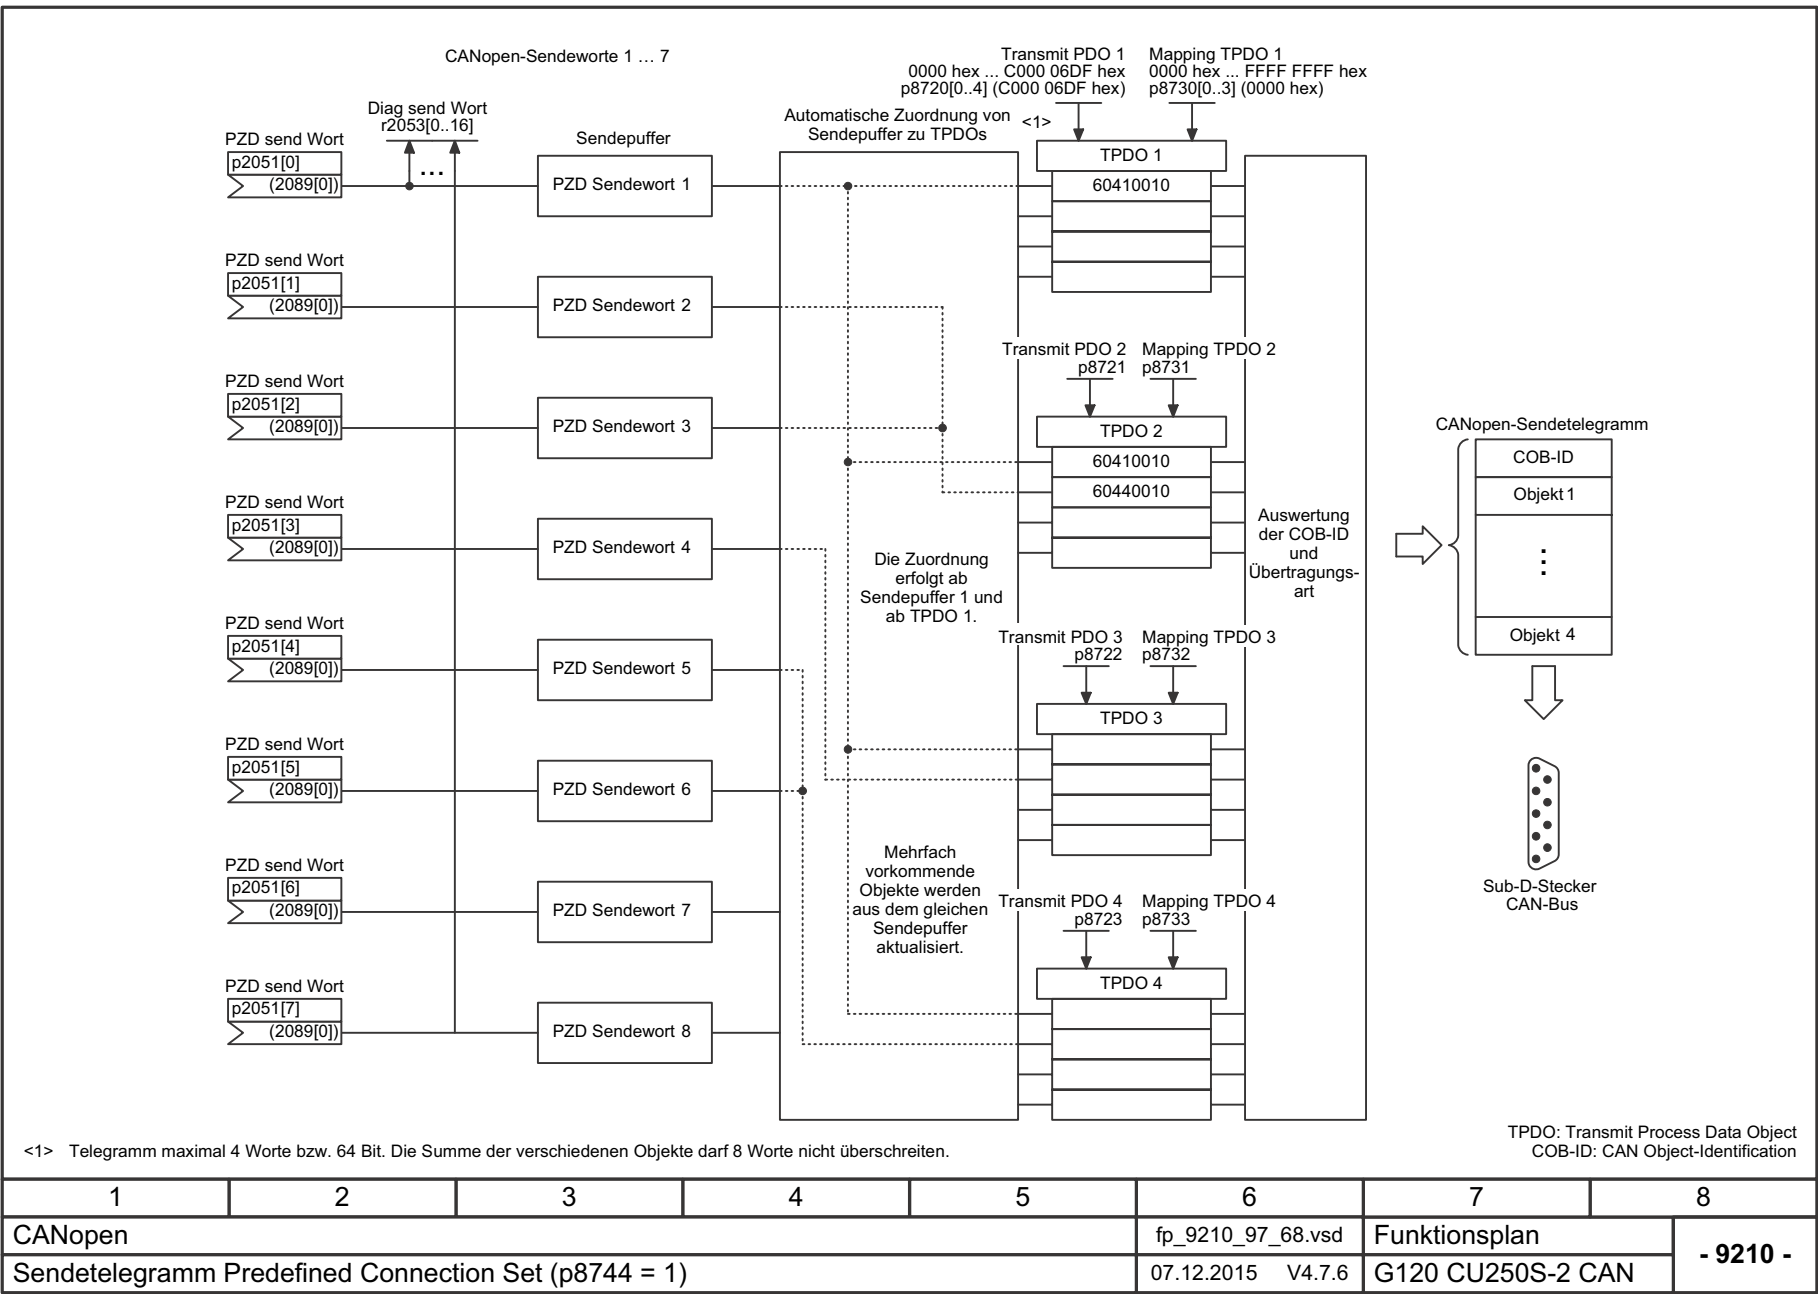 CANopen-Sendeworte 1 … 7
Transmit PDO 1
0000 hex ... C000 06DF hex
p8720[0..4] (C000 06DF hex)
Mapping TPDO 1
0000 hex ... FFFF FFFF hex
p8730[0..3] (0000 hex)
Diag send Wort
r2053[0..16]
...
Sendepuffer
Automatische Zuordnung von
Sendepuffer zu TPDOs
<1>
PZD send Wort
p2051[0]
(2089[0])
PZD Sendewort 1
TPDO 1
60410010
PZD send Wort
p2051[1]
(2089[0])
PZD Sendewort 2
Transmit PDO 2
p8721
Mapping TPDO 2
p8731
PZD send Wort
p2051[2]
(2089[0])
PZD Sendewort 3
TPDO 2
60410010
60440010
PZD send Wort
p2051[3]
(2089[0])
PZD Sendewort 4
Die Zuordnung
erfolgt ab
Sendepuffer 1 und
ab TPDO 1.
Auswertung
der COB-ID
und
Übertragungs-
art
CANopen-Sendetelegramm
COB-ID
Objekt 1
⋮
Objekt 4
PZD send Wort
p2051[4]
(2089[0])
PZD Sendewort 5
Transmit PDO 3
p8722
Mapping TPDO 3
p8732
TPDO 3
PZD send Wort
p2051[5]
(2089[0])
PZD Sendewort 6
PZD send Wort
p2051[6]
(2089[0])
PZD Sendewort 7
Mehrfach
vorkommende
Objekte werden
aus dem gleichen
Sendepuffer
aktualisiert.
Transmit PDO 4
p8723
Mapping TPDO 4
p8733
TPDO 4
Sub-D-Stecker
CAN-Bus
PZD send Wort
p2051[7]
(2089[0])
PZD Sendewort 8
<1> Telegramm maximal 4 Worte bzw. 64 Bit. Die Summe der verschiedenen Objekte darf 8 Worte nicht überschreiten.
TPDO: Transmit Process Data Object
COB-ID: CAN Object-Identification
1 2 3 4 5 6 7 8
CANopen
fp_9210_97_68.vsd
Funktionsplan
- 9210 -
Sendetelegramm Predefined Connection Set (p8744 = 1)
07.12.2015 V4.7.6
G120 CU250S-2 CAN